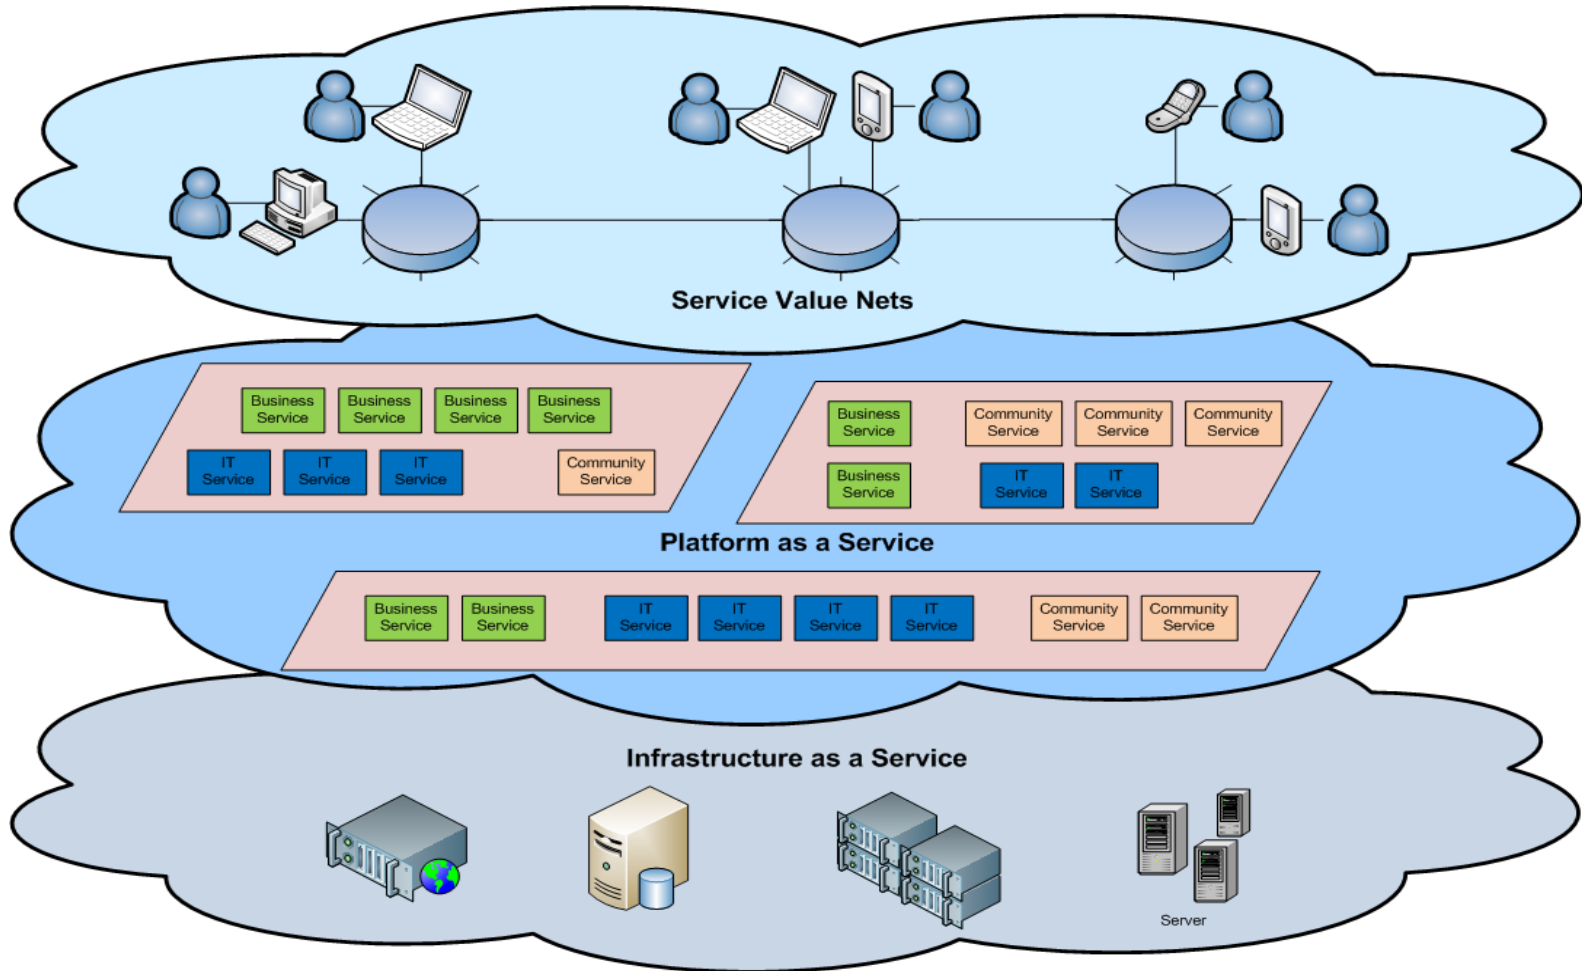 Service Value Nets
Business
Service
Business
Service
Business
Service
Business
Service
IT
Service
IT
Service
IT
Service
Community
Service
Business
Service
Community
Service
Community
Service
Community
Service
Business
Service
IT
Service
IT
Service
Platform as a Service
Business
Service
Business
Service
IT
Service
IT
Service
IT
Service
IT
Service
Community
Service
Community
Service
Infrastructure as a Service
Server